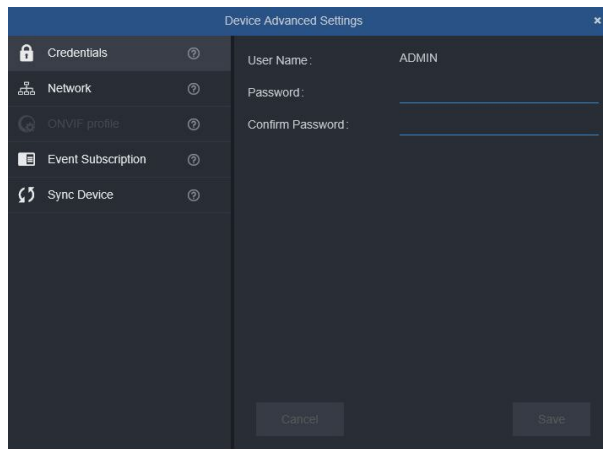 Device Advanced Settings ×
Credentials ?
Network ?
ONVIF profile ?
Event Subscription ?
Sync Device ?
User Name: ADMIN
Password:
Confirm Password:
Cancel Save